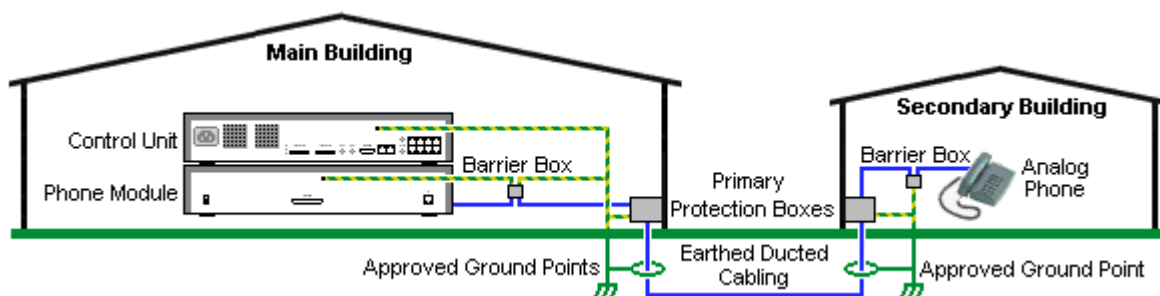 Main Building
Secondary Building
Control Unit
Barrier Box
Phone Module
Primary
Protection Boxes
Barrier Box
Analog
Phone
Approved Ground Points
Earthed Ducted
Cabling
Approved Ground Point